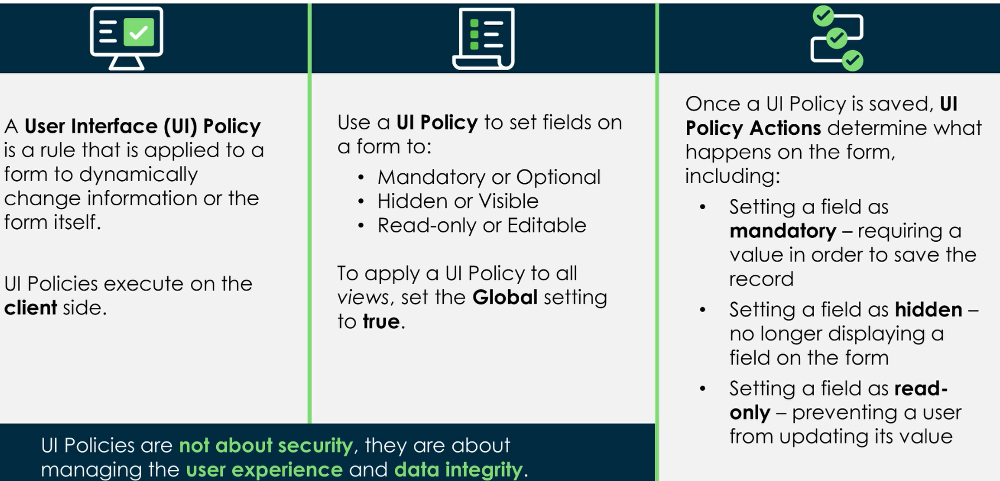 A User Interface (UI) Policy
is a rule that is applied to a
form to dynamically
change information or the
form itself.
UI Policies execute on the
client side.
Use a UI Policy to set fields on
a form to:
• Mandatory or Optional
• Hidden or Visible
• Read-only or Editable
To apply a UI Policy to all
views, set the Global setting
to true.
Once a UI Policy is saved, UI
Policy Actions determine what
happens on the form,
including:
• Setting a field as
mandatory – requiring a
value in order to save the
record
• Setting a field as hidden –
no longer displaying a
field on the form
• Setting a field as read-
only – preventing a user
from updating its value
UI Policies are not about security, they are about
managing the user experience and data integrity.